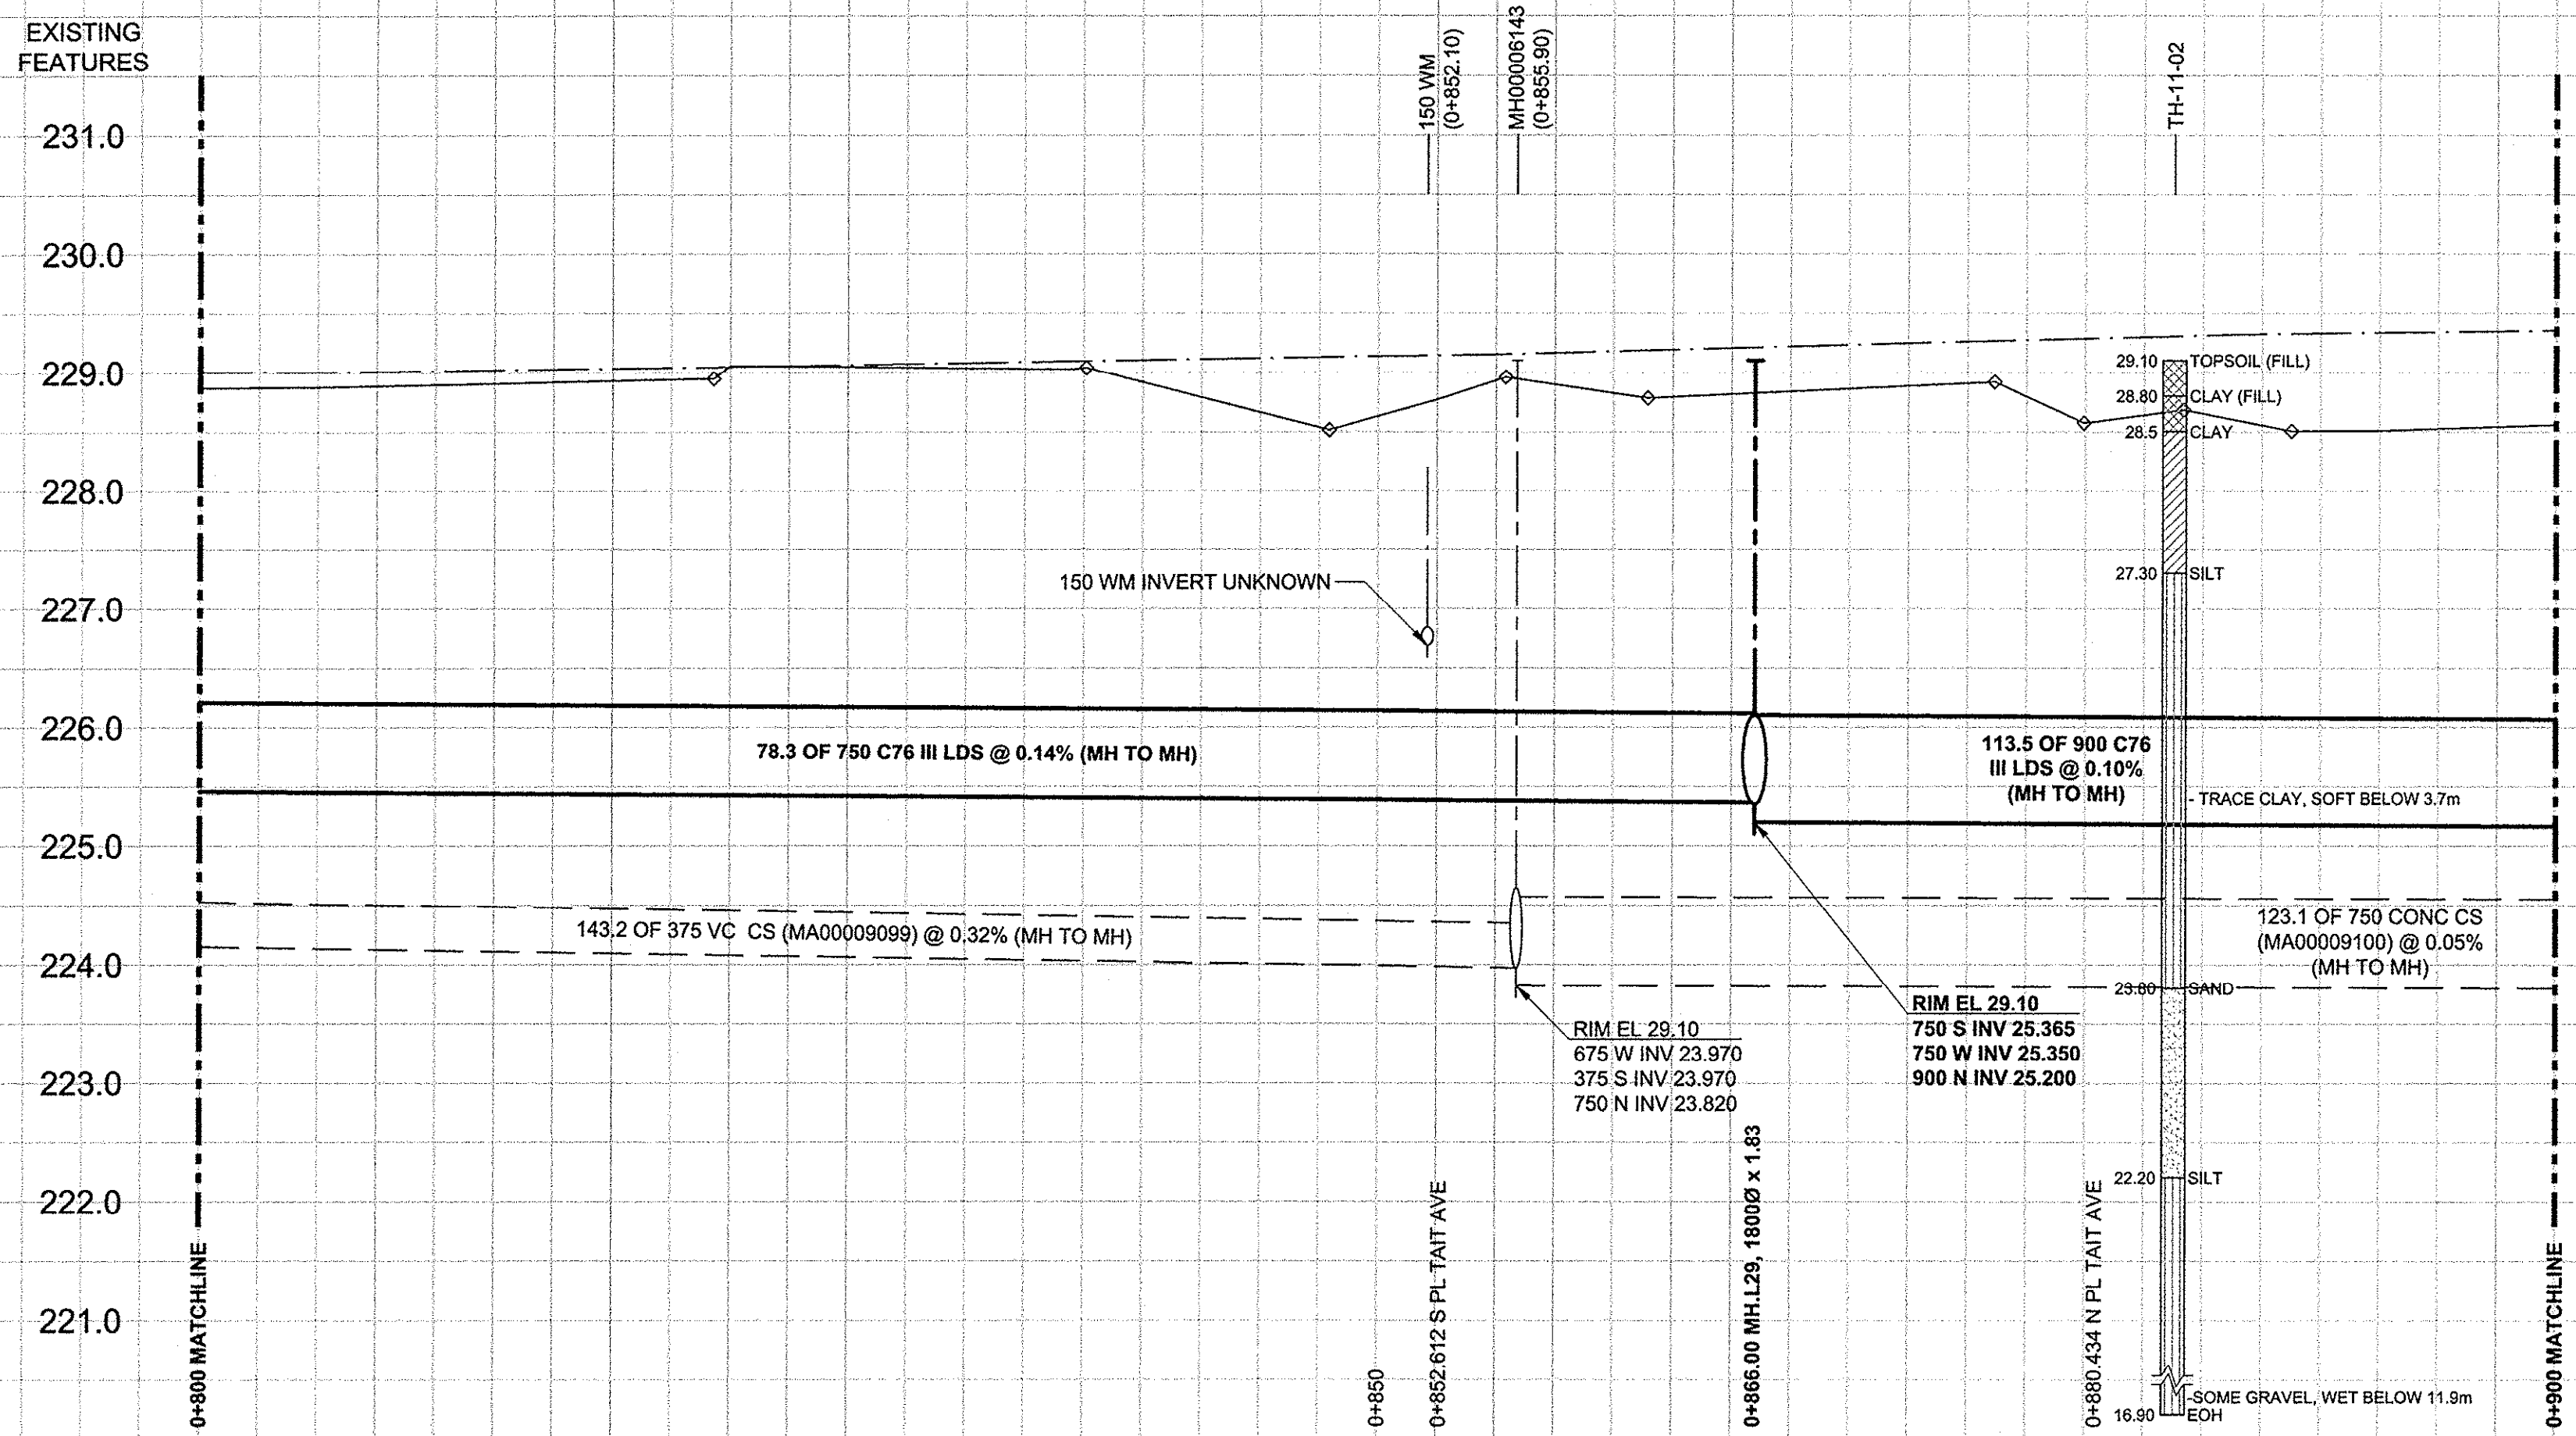 EXISTING
FEATURES
231.0
230.0
229.0
228.0
227.0
226.0
225.0
224.0
223.0
222.0
221.0
0+800 MATCHLINE
150 WM
(0+852.10)
MH00006143
(0+855.90)
TH-11-02
150 WM INVERT UNKNOWN
78.3 OF 750 C76 III LDS @ 0.14% (MH TO MH)
113.5 OF 900 C76
III LDS @ 0.10%
(MH TO MH)
143.2 OF 375 VC CS (MA00009099) @ 0.32% (MH TO MH)
123.1 OF 750 CONC CS
(MA00009100) @ 0.05%
(MH TO MH)
RIM EL 29.10
675 W INV 23.970
375 S INV 23.970
750 N INV 23.820
RIM EL 29.10
750 S INV 25.365
750 W INV 25.350
900 N INV 25.200
29.10 TOPSOIL (FILL)
28.80 CLAY (FILL)
28.5 CLAY
27.30 SILT
- TRACE CLAY, SOFT BELOW 3.7m
23.80 SAND
22.20 SILT
-SOME GRAVEL, WET BELOW 11.9m
16.90 EOH
0+850
0+852.612 S PL TAIT AVE
0+866.00 MH.L29, 1800Ø x 1.83
0+880.434 N PL TAIT AVE
0+900 MATCHLINE